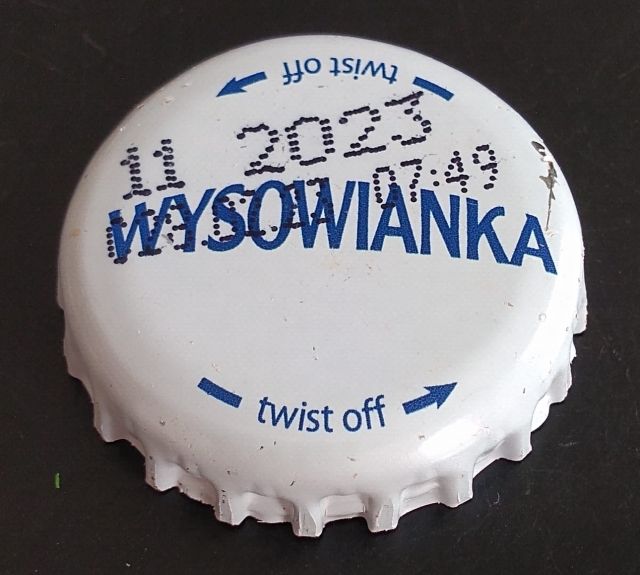 twist off
11 2023
07:49
WYSOWIANKA
twist off